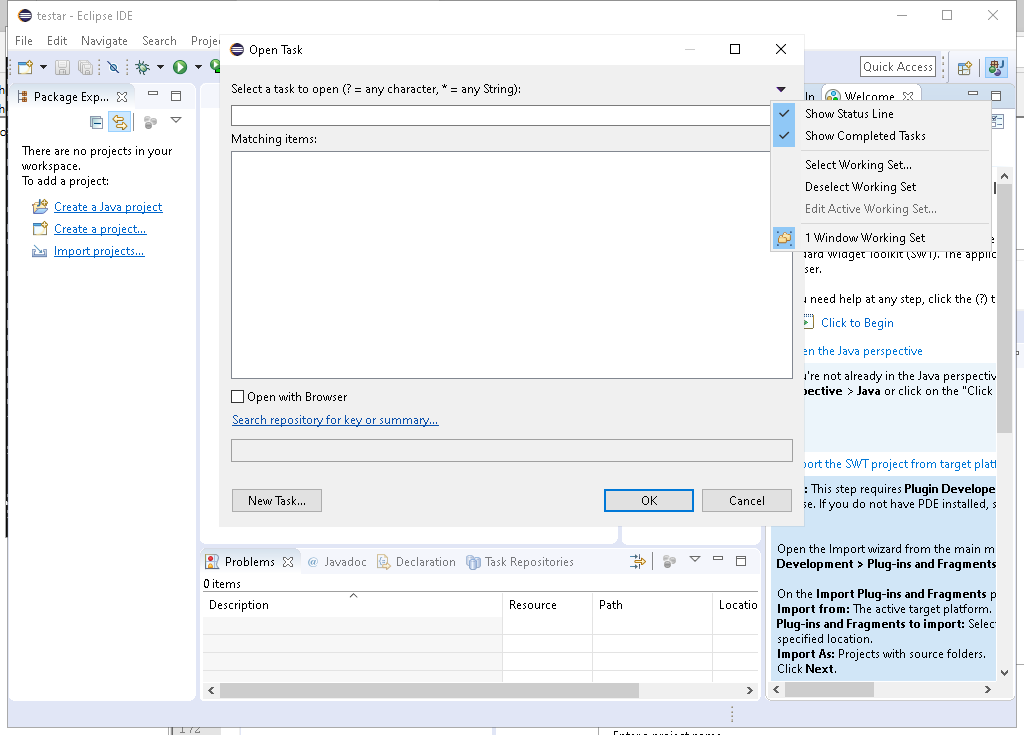 testar - Eclipse IDE
File Edit Navigate Search Projec
Open Task
Quick Access
Select a task to open (? = any character, * = any String):
Package Exp...
Welcome
Show Status Line
Show Completed Tasks
Select Working Set...
Deselect Working Set
Edit Active Working Set...
1 Window Working Set
Matching items:
There are no projects in your
workspace.
To add a project:
Create a Java project
Create a project...
Import projects...
dard Widget Toolkit (SWT). The applic
ser.
u need help at any step, click the (?) t
Click to Begin
en the Java perspective
u're not already in the Java perspectiv
pective > Java or click on the "Click
Open with Browser
Search repository for key or summary...
port the SWT project from target platf
: This step requires Plugin Develope
se. If you do not have PDE installed, s
New Task...
OK
Cancel
Open the Import wizard from the main m
Development > Plug-ins and Fragments
On the Import Plug-ins and Fragments p
Import from: The active target platform.
Plug-ins and Fragments to import: Selec
specified location.
Import As: Projects with source folders.
Click Next.
Problems
@ Javadoc
Declaration
Task Repositories
0 items
Description
Resource
Path
Locatio
172